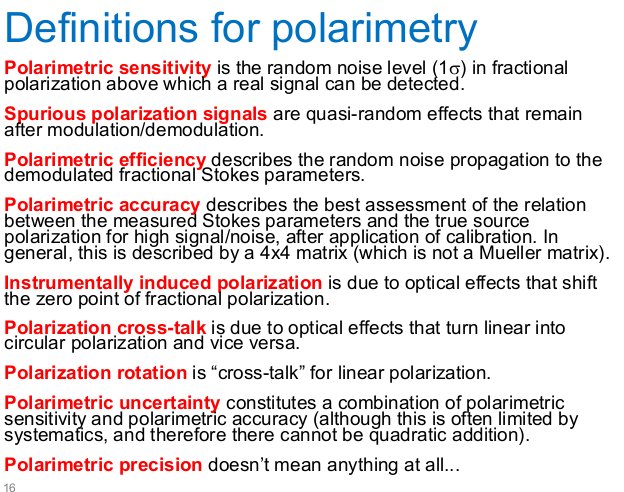 Definitions for polarimetry
Polarimetric sensitivity is the random noise level (1σ) in fractional
polarization above which a real signal can be detected.
Spurious polarization signals are quasi-random effects that remain
after modulation/demodulation.
Polarimetric efficiency describes the random noise propagation to the
demodulated fractional Stokes parameters.
Polarimetric accuracy describes the best assessment of the relation
between the measured Stokes parameters and the true source
polarization for high signal/noise, after application of calibration. In
general, this is described by a 4x4 matrix (which is not a Mueller matrix).
Instrumentally induced polarization is due to optical effects that shift
the zero point of fractional polarization.
Polarization cross-talk is due to optical effects that turn linear into
circular polarization and vice versa.
Polarization rotation is “cross-talk” for linear polarization.
Polarimetric uncertainty constitutes a combination of polarimetric
sensitivity and polarimetric accuracy (although this is often limited by
systematics, and therefore there cannot be quadratic addition).
Polarimetric precision doesn’t mean anything at all...
16